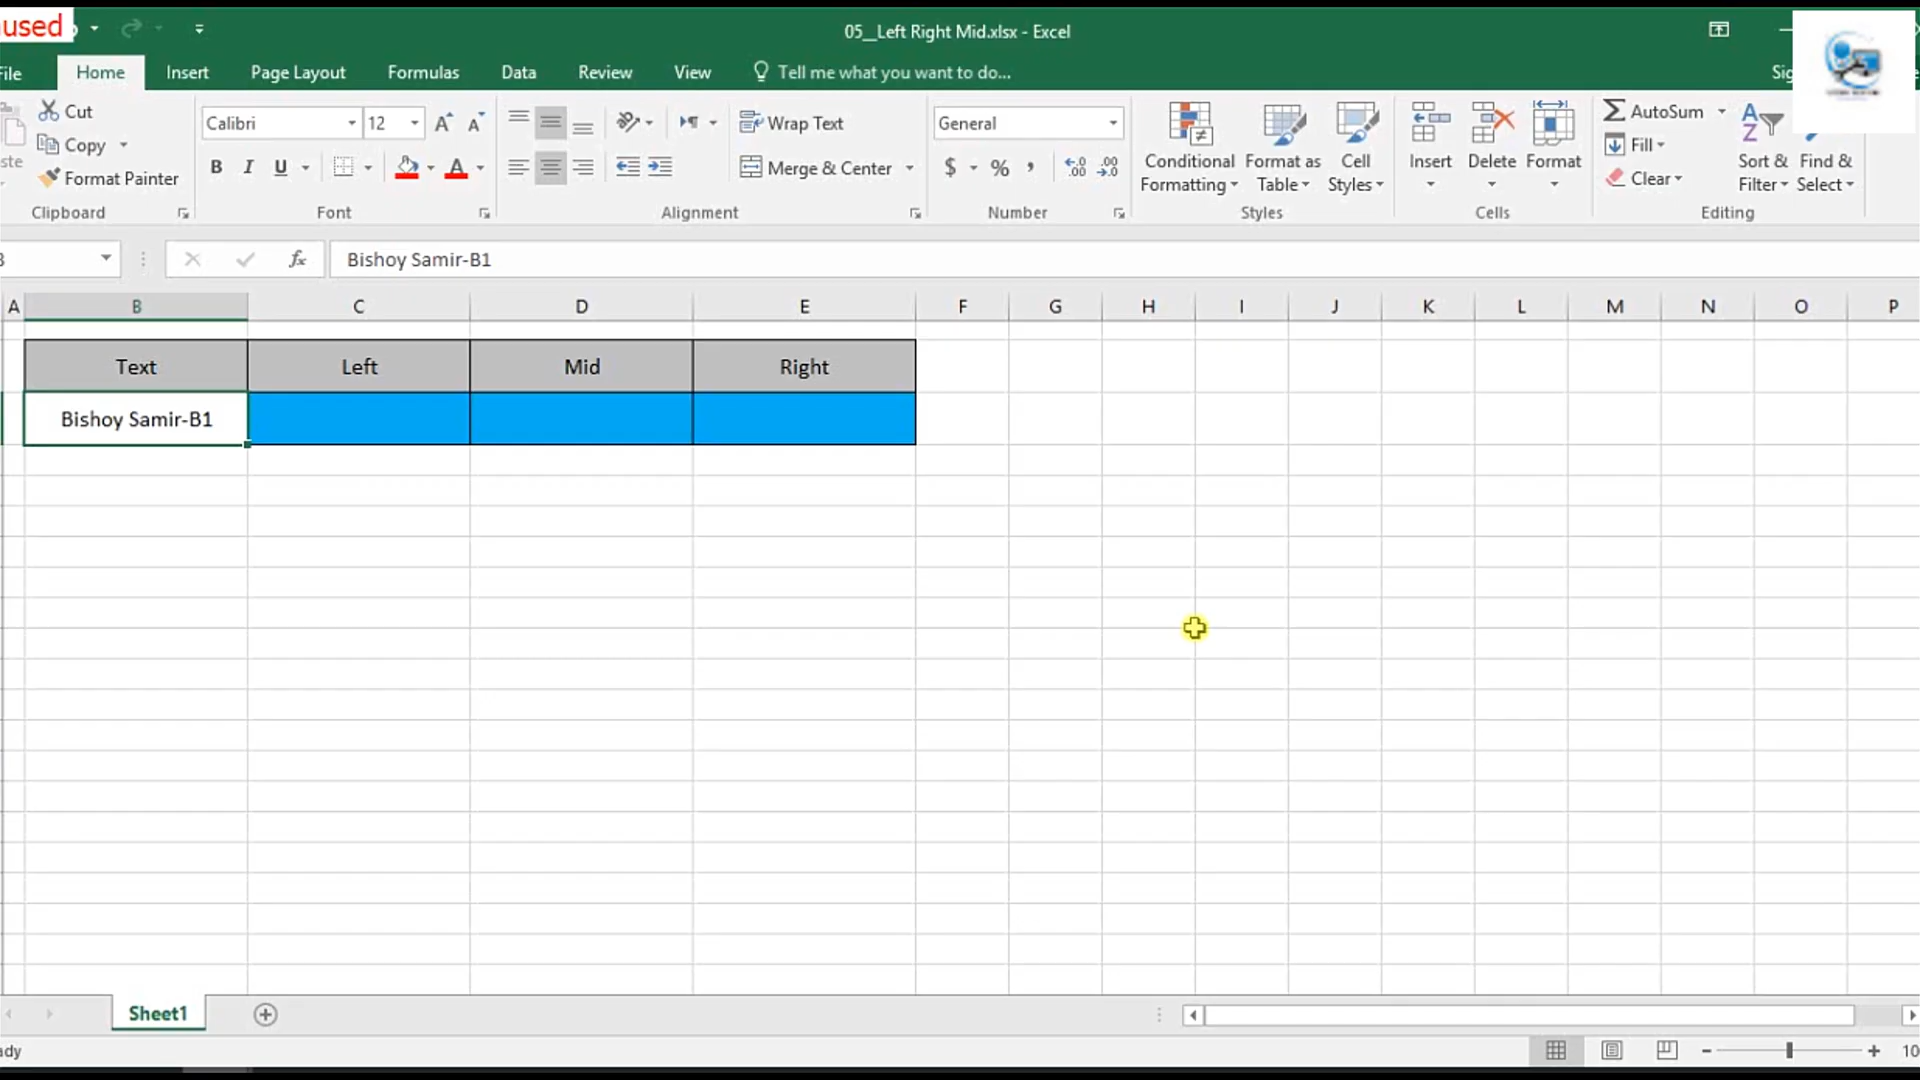 used
05__Left Right Mid.xlsx - Excel
File Home Insert Page Layout Formulas Data Review View Tell me what you want to do...
Cut
Copy
Format Painter
Clipboard
Calibri 12
B I U
Font
Wrap Text
Merge & Center
Alignment
General
$ % ,
Number
Conditional Formatting
Format as Table
Cell Styles
Styles
Insert Delete Format
Cells
AutoSum
Fill
Clear
Sort & Filter
Find & Select
Editing
fx Bishoy Samir-B1
A B C D E F G H I J K L M N O P
Text Left Mid Right
Bishoy Samir-B1
Sheet1